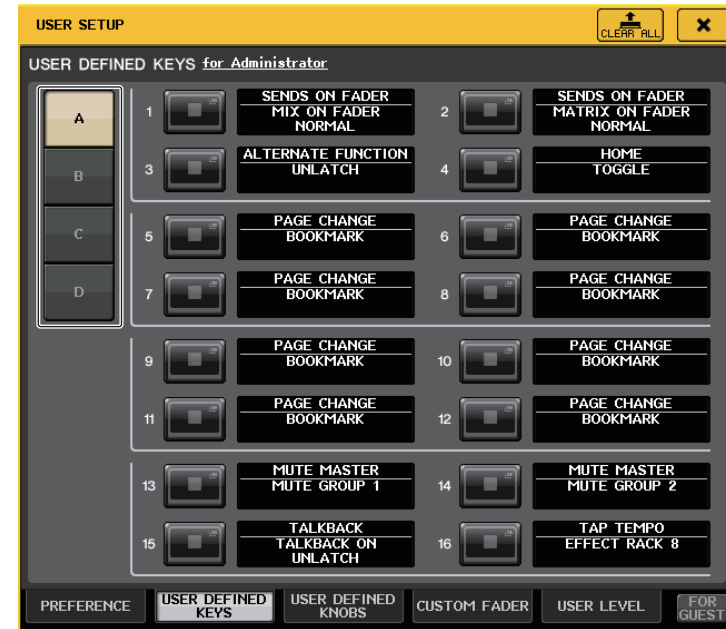 USER SETUP
CLEAR ALL
USER DEFINED KEYS for Administrator
A
B
C
D
1
SENDS ON FADER
MIX ON FADER
NORMAL
2
SENDS ON FADER
MATRIX ON FADER
NORMAL
3
ALTERNATE FUNCTION
UNLATCH
4
HOME
TOGGLE
5
PAGE CHANGE
BOOKMARK
6
PAGE CHANGE
BOOKMARK
7
PAGE CHANGE
BOOKMARK
8
PAGE CHANGE
BOOKMARK
9
PAGE CHANGE
BOOKMARK
10
PAGE CHANGE
BOOKMARK
11
PAGE CHANGE
BOOKMARK
12
PAGE CHANGE
BOOKMARK
13
MUTE MASTER
MUTE GROUP 1
14
MUTE MASTER
MUTE GROUP 2
15
TALKBACK
TALKBACK ON
UNLATCH
16
TAP TEMPO
EFFECT RACK 8
PREFERENCE
USER DEFINED
KEYS
USER DEFINED
KNOBS
CUSTOM FADER
USER LEVEL
FOR
GUEST